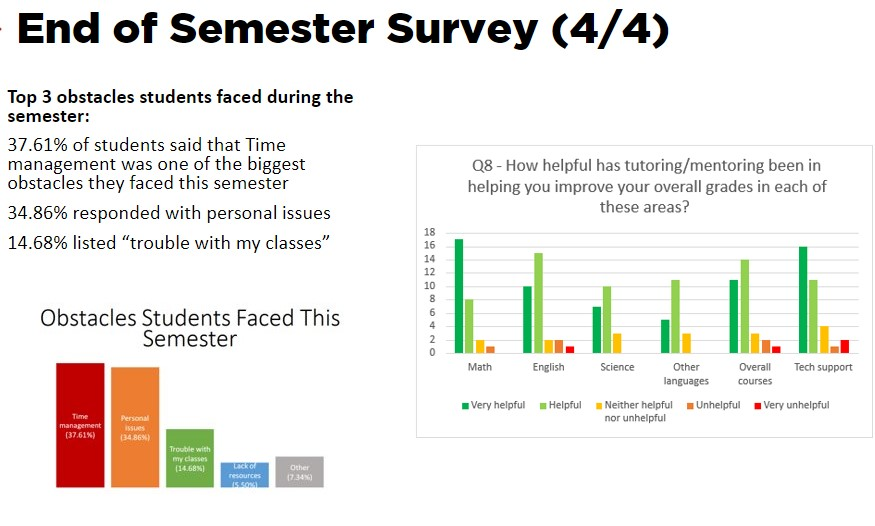 End of Semester Survey (4/4)
Top 3 obstacles students faced during the
semester:
37.61% of students said that Time
management was one of the biggest
obstacles they faced this semester
34.86% responded with personal issues
14.68% listed “trouble with my classes”
Obstacles Students Faced This
Semester
Time
management
(37.61%)
Personal
issues
(34.86%)
Trouble with
my classes
(14.68%)
Lack of
resources
(5.50%)
Other
(7.34%)
Q8 - How helpful has tutoring/mentoring been in
helping you improve your overall grades in each of
these areas?
18
16
14
12
10
8
6
4
2
0
Math
English
Science
Other
languages
Overall
courses
Tech support
Very helpful
Helpful
Neither helpful
nor unhelpful
Unhelpful
Very unhelpful